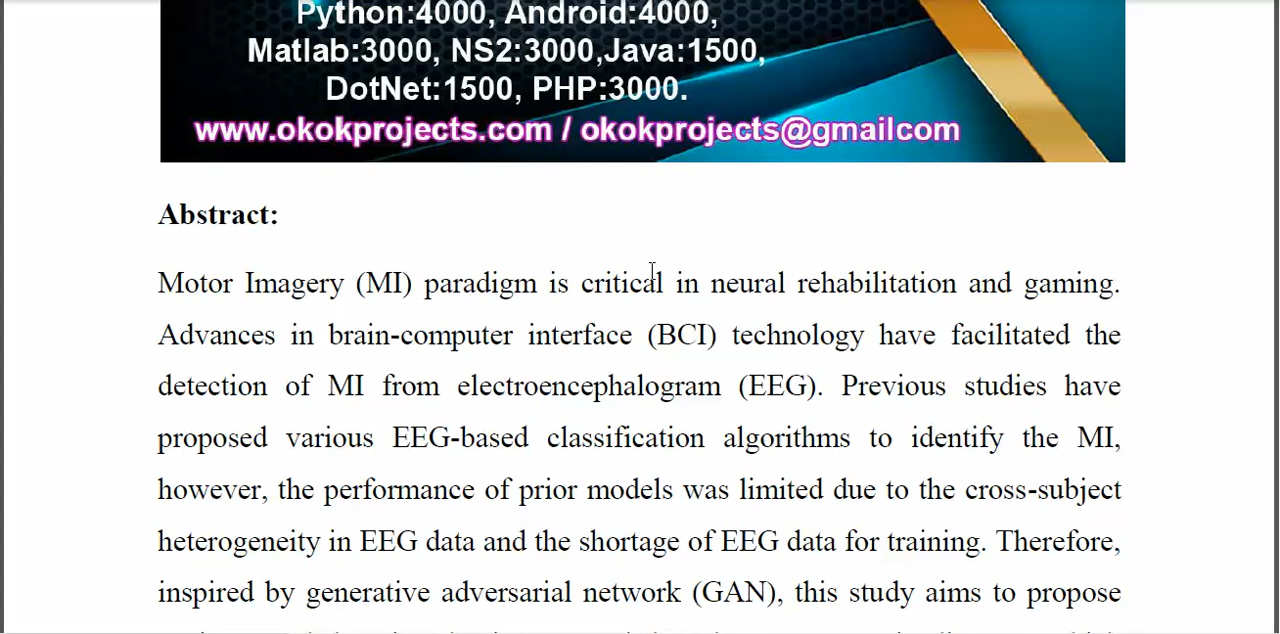 Python:4000, Android:4000,
Matlab:3000, NS2:3000,Java:1500,
DotNet:1500, PHP:3000.
www.okokprojects.com / okokprojects@gmailcom
Abstract:
Motor Imagery (MI) paradigm is critical in neural rehabilitation and gaming.
Advances in brain-computer interface (BCI) technology have facilitated the
detection of MI from electroencephalogram (EEG). Previous studies have
proposed various EEG-based classification algorithms to identify the MI,
however, the performance of prior models was limited due to the cross-subject
heterogeneity in EEG data and the shortage of EEG data for training. Therefore,
inspired by generative adversarial network (GAN), this study aims to propose